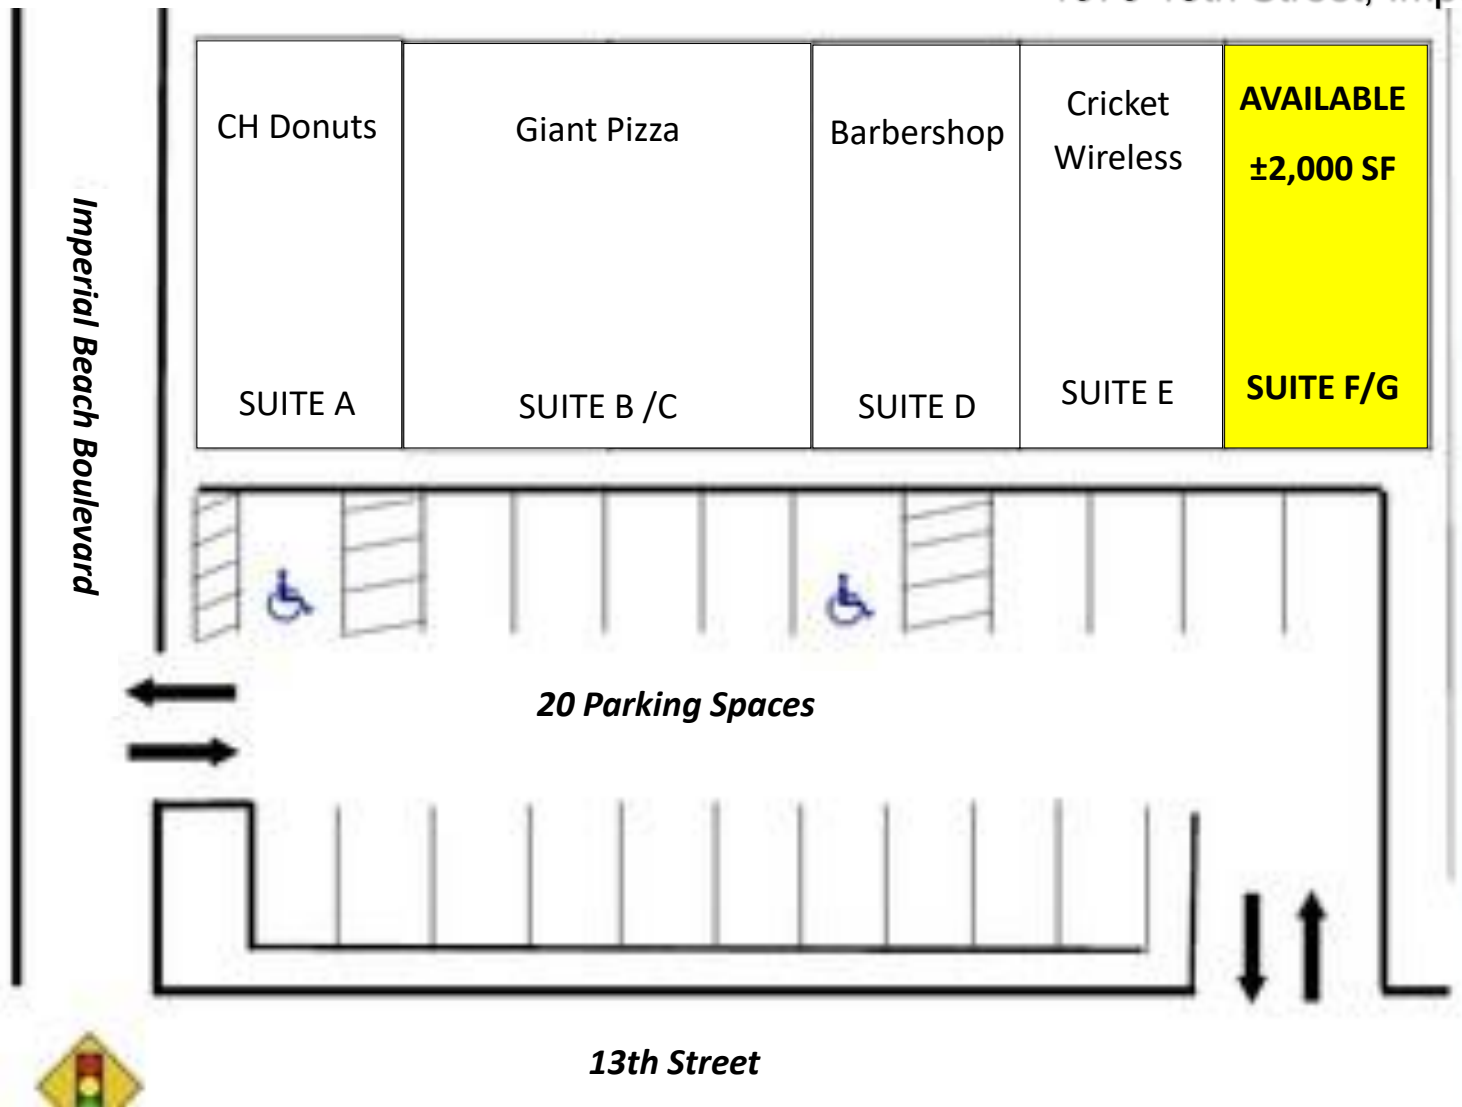 CH Donuts
Giant Pizza
Barbershop
Cricket
Wireless
AVAILABLE
±2,000 SF
SUITE A
SUITE B /C
SUITE D
SUITE E
SUITE F/G
Imperial Beach Boulevard
20 Parking Spaces
13th Street